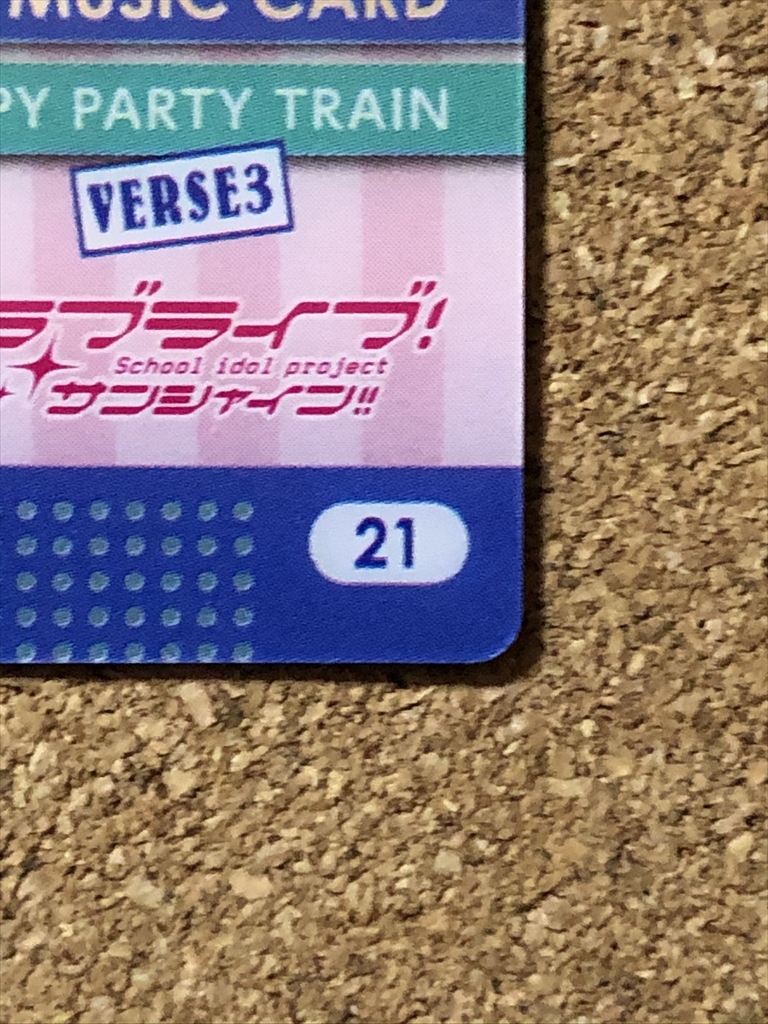 MUSIC CARD
PY PARTY TRAIN
VERSE3
ラブライブ!
School idol project
サンシャイン!!
21